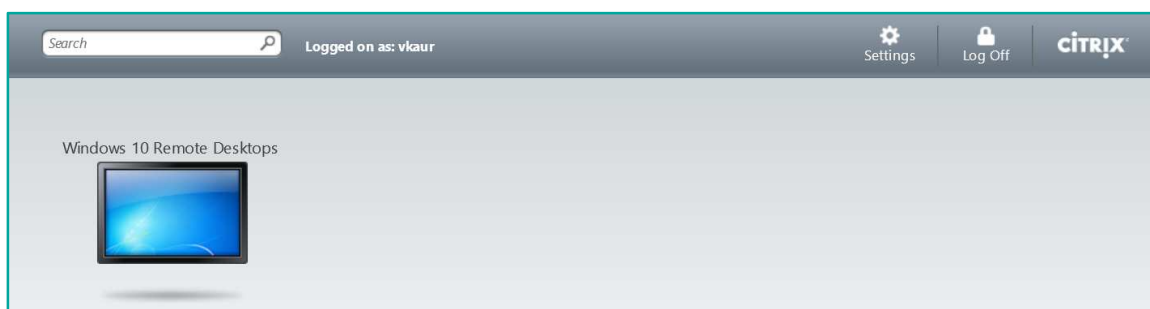 Search
Logged on as: vkaur
Settings
Log Off
CITRIX
Windows 10 Remote Desktops